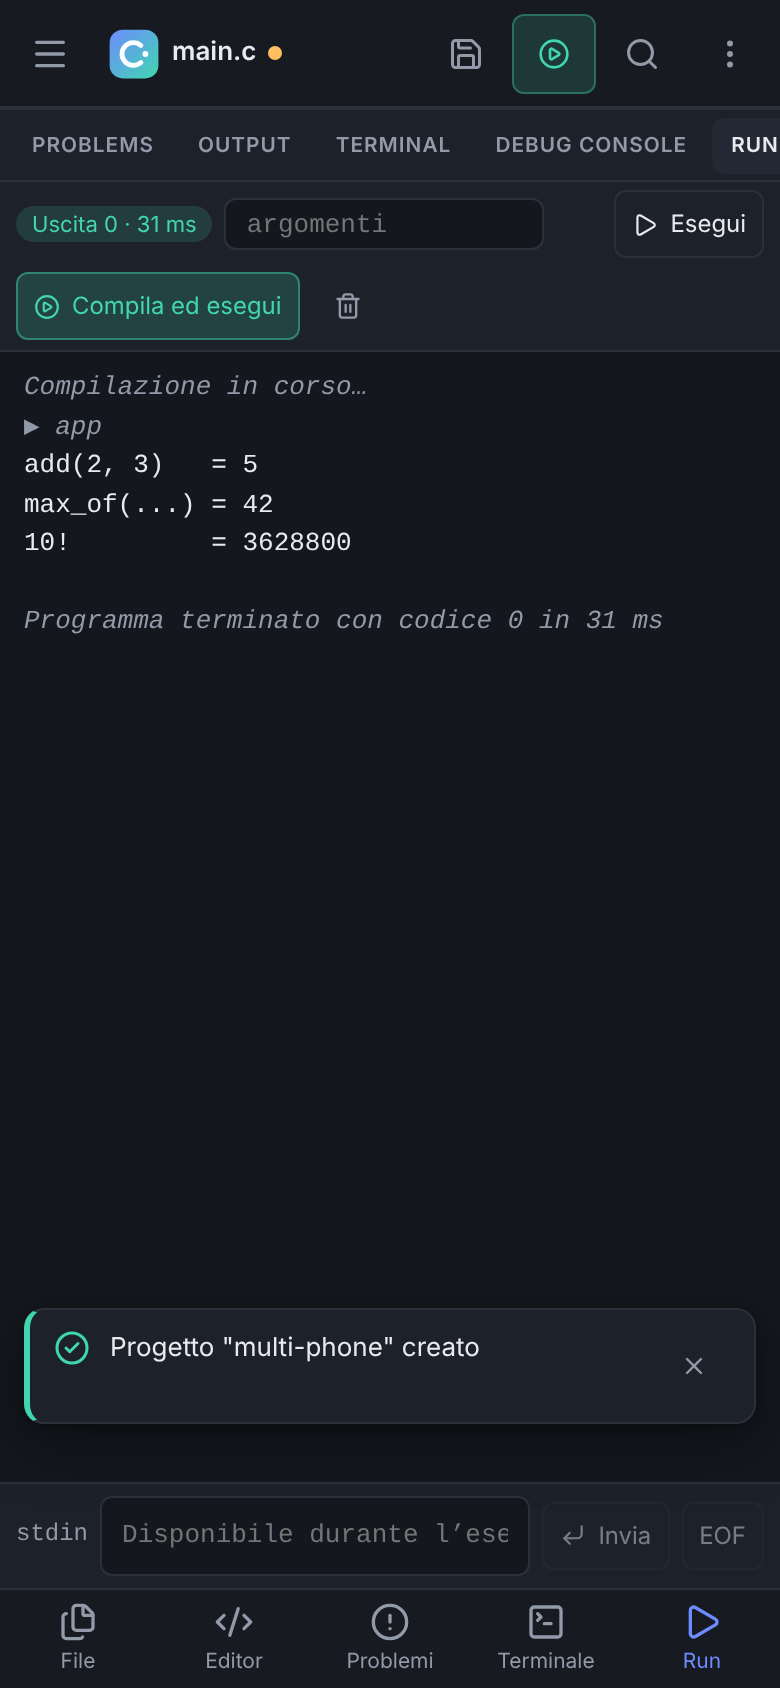 main.c
PROBLEMS OUTPUT TERMINAL DEBUG CONSOLE RUN
Uscita 0 · 31 ms argomenti Esegui
Compila ed esegui
Compilazione in corso…
▶ app
add(2, 3)   = 5
max_of(...) = 42
10!         = 3628800
Programma terminato con codice 0 in 31 ms
Progetto "multi-phone" creato
stdin Disponibile durante l’ese Invia EOF
File Editor Problemi Terminale Run